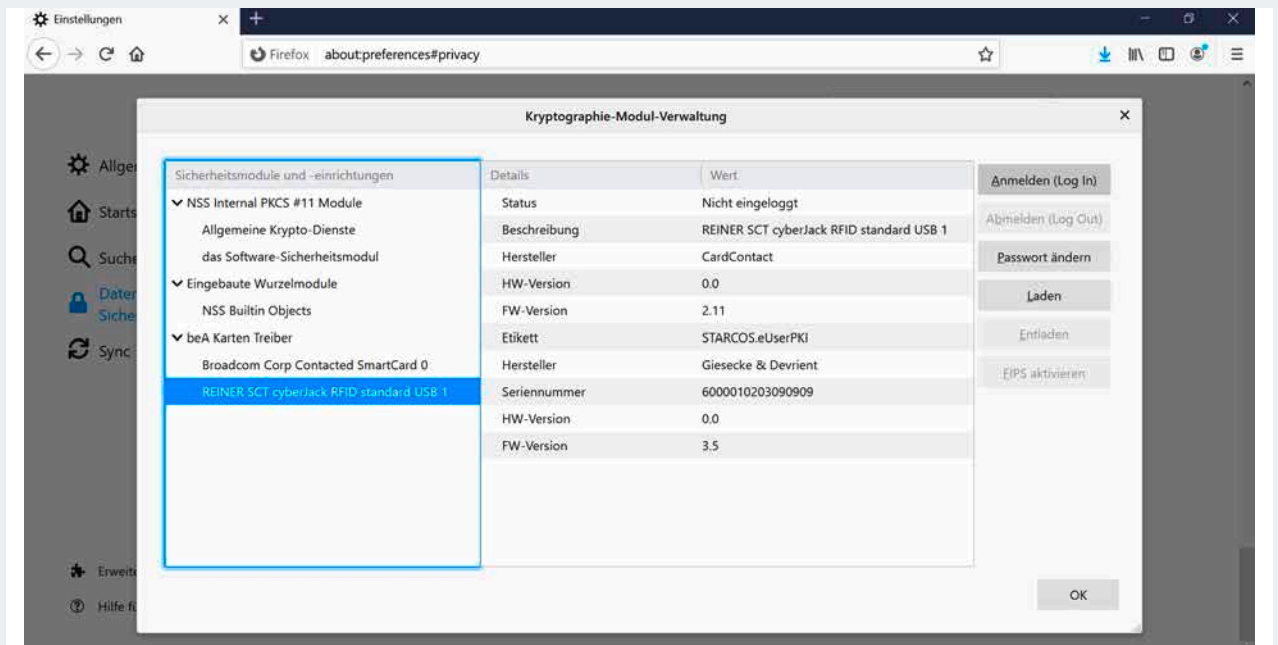 Einstellungen
Firefox about:preferences#privacy
Kryptographie-Modul-Verwaltung
Allge
Starts
Suche
Daten
Siche
Sync
Erweite
Hilfe fü
Sicherheitsmodule und -einrichtungen
NSS Internal PKCS #11 Module
Allgemeine Krypto-Dienste
das Software-Sicherheitsmodul
Eingebaute Wurzelmodule
NSS Builtin Objects
beA Karten Treiber
Broadcom Corp Contacted SmartCard 0
REINER SCT cyberJack RFID standard USB 1
Details Wert
Status Nicht eingeloggt
Beschreibung REINER SCT cyberJack RFID standard USB 1
Hersteller CardContact
HW-Version 0.0
FW-Version 2.11
Etikett STARCOS.eUserPKI
Hersteller Giesecke & Devrient
Seriennummer 6000010203090909
HW-Version 0.0
FW-Version 3.5
Anmelden (Log In)
Abmelden (Log Out)
Passwort ändern
Laden
Entladen
FIPS aktivieren
OK